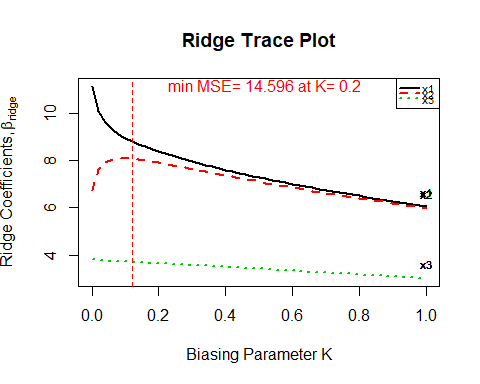 Ridge Trace Plot
min MSE= 14.596 at K= 0.2
x1
x2
x3
10
8
6
4
Ridge Coefficients, βridge
x1
x2
x3
0.0 0.2 0.4 0.6 0.8 1.0
Biasing Parameter K